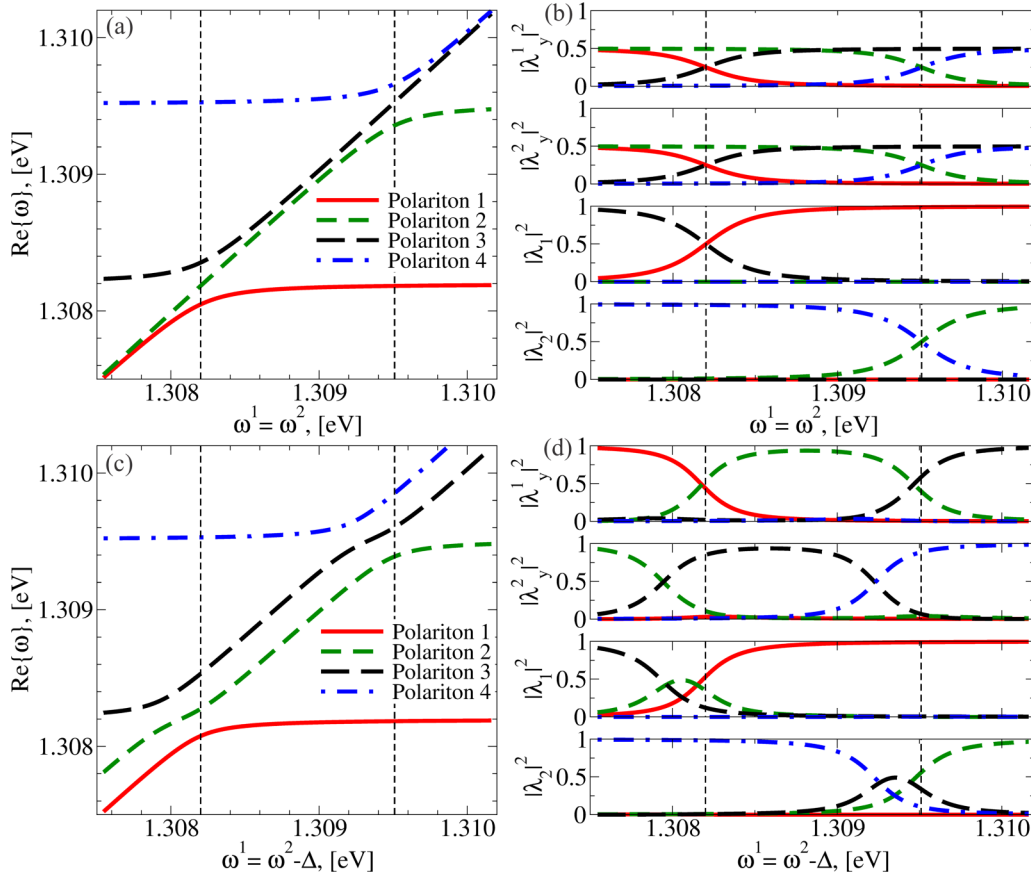 (a)
1.310
1.309
1.308
Re{ω}, [eV]
Polariton 1
Polariton 2
Polariton 3
Polariton 4
1.308 1.309 1.310
ω¹= ω², [eV]
(b)
1
0.5
0
|λ¹y|²
1
0.5
0
|λ²y|²
1
0.5
0
|λ₁|²
1
0.5
0
|λ₂|²
1.308 1.309 1.310
ω¹= ω², [eV]
(c)
1.310
1.309
1.308
Re{ω}, [eV]
Polariton 1
Polariton 2
Polariton 3
Polariton 4
1.308 1.309 1.310
ω¹= ω²-Δ, [eV]
(d)
1
0.5
0
|λ¹y|²
1
0.5
0
|λ²y|²
1
0.5
0
|λ₁|²
1
0.5
0
|λ₂|²
1.308 1.309 1.310
ω¹= ω²-Δ, [eV]